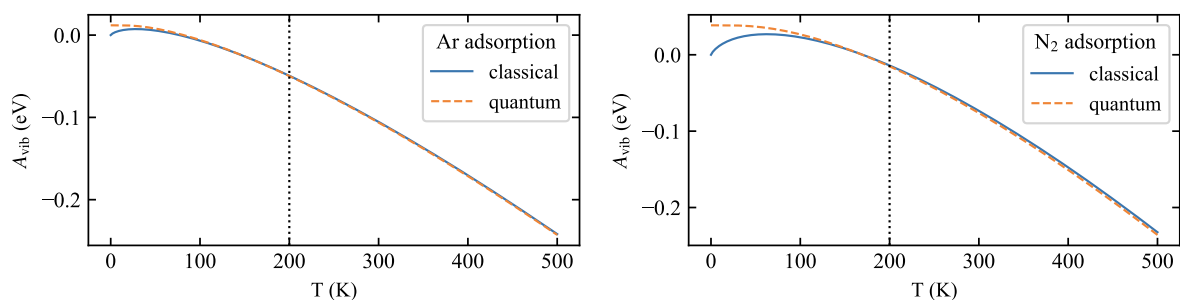 Ar adsorption
classical
quantum
0.0
−0.1
−0.2
A_vib (eV)
0 100 200 300 400 500
T (K)
N₂ adsorption
classical
quantum
0.0
−0.1
−0.2
A_vib (eV)
0 100 200 300 400 500
T (K)